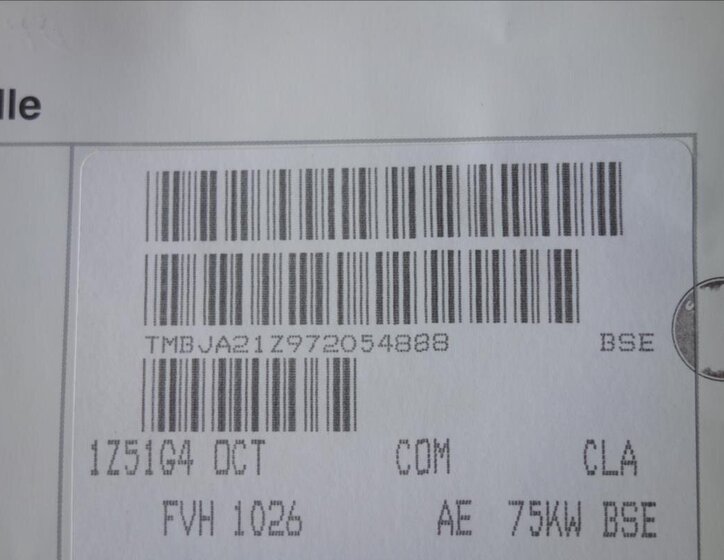 lle
TMBJA21Z972054888 BSE
1Z51G4 OCT COM CLA
FVH 1026 AE 75KW BSE